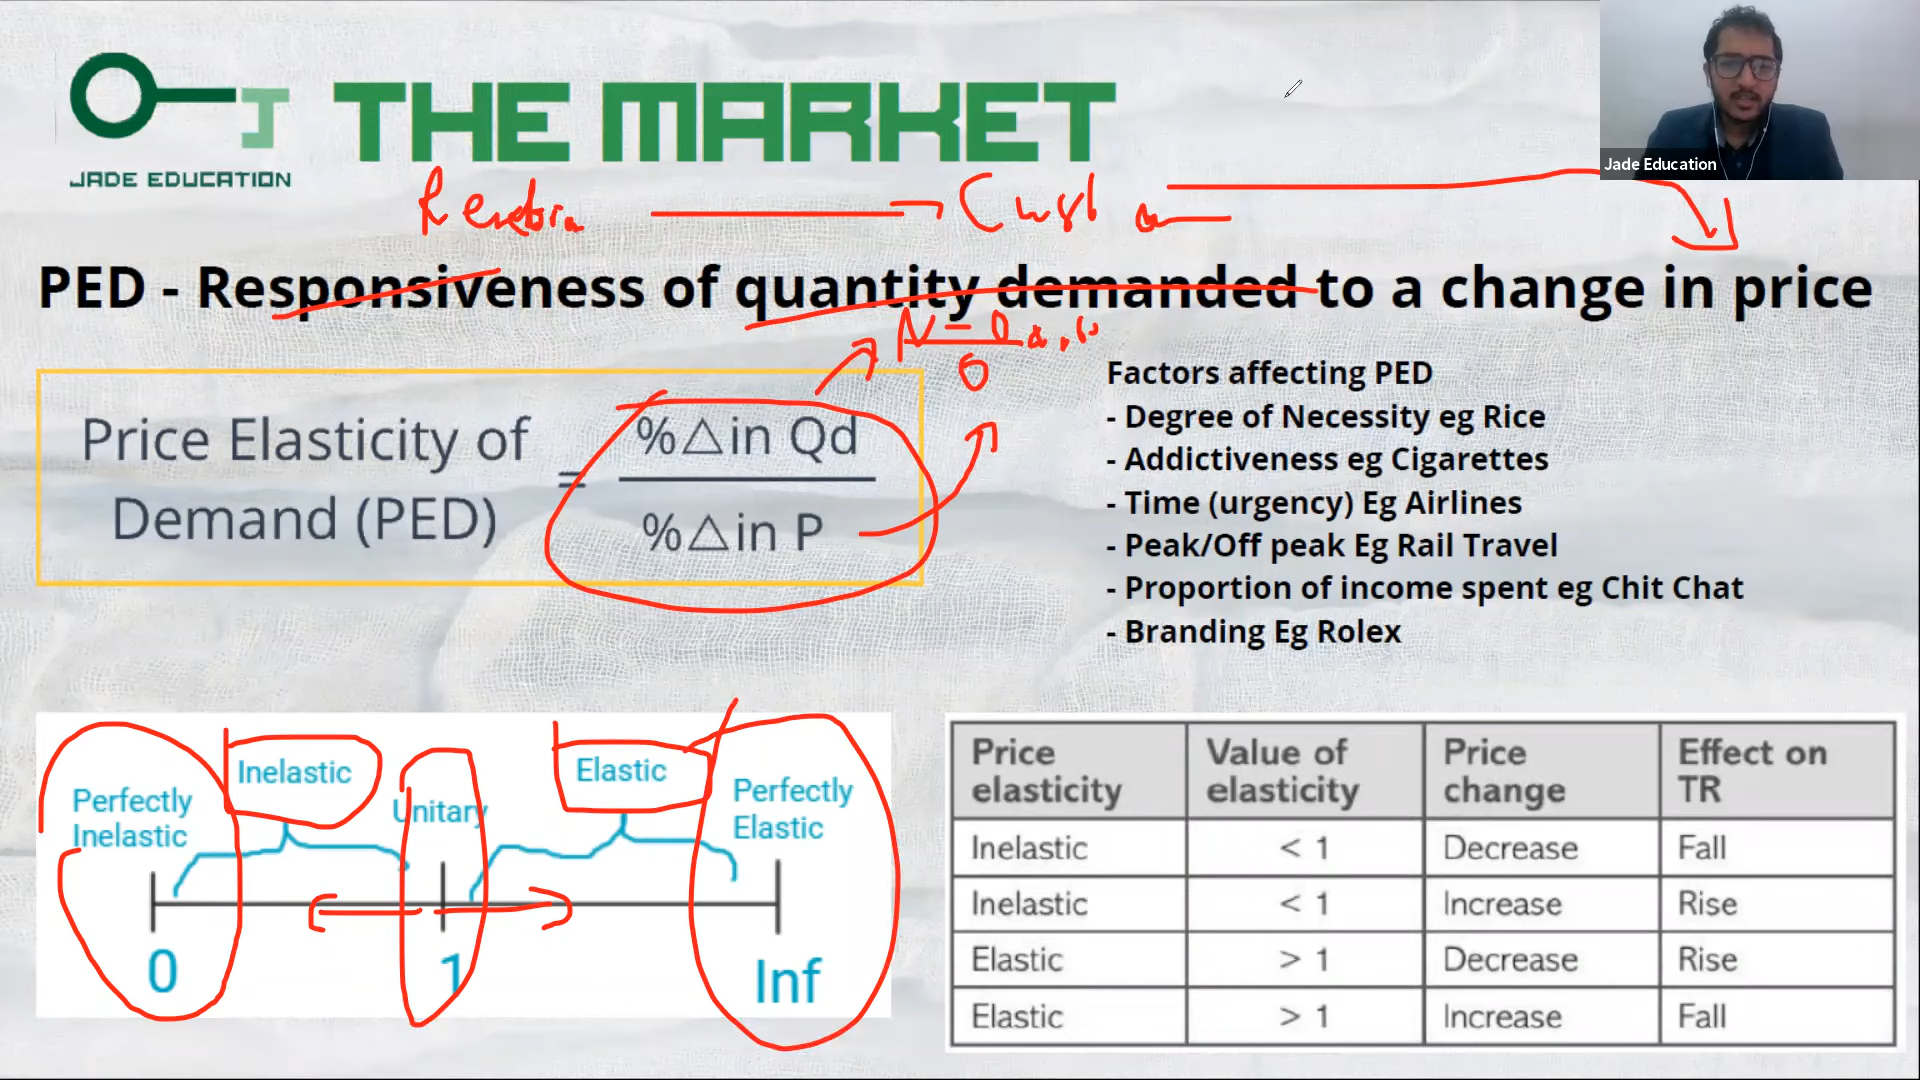 THE MARKET
J
JADE EDUCATION
Jade Education
PED - Responsiveness of quantity demanded to a change in price
N - O
O
Price Elasticity of Demand (PED) = %△in Qd / %△in P
Factors affecting PED
- Degree of Necessity eg Rice
- Addictiveness eg Cigarettes
- Time (urgency) Eg Airlines
- Peak/Off peak Eg Rail Travel
- Proportion of income spent eg Chit Chat
- Branding Eg Rolex
Perfectly Inelastic
Inelastic
Unitary
Elastic
Perfectly Elastic
0 1 Inf
Price elasticity Value of elasticity Price change Effect on TR
Inelastic < 1 Decrease Fall
Inelastic < 1 Increase Rise
Elastic > 1 Decrease Rise
Elastic > 1 Increase Fall